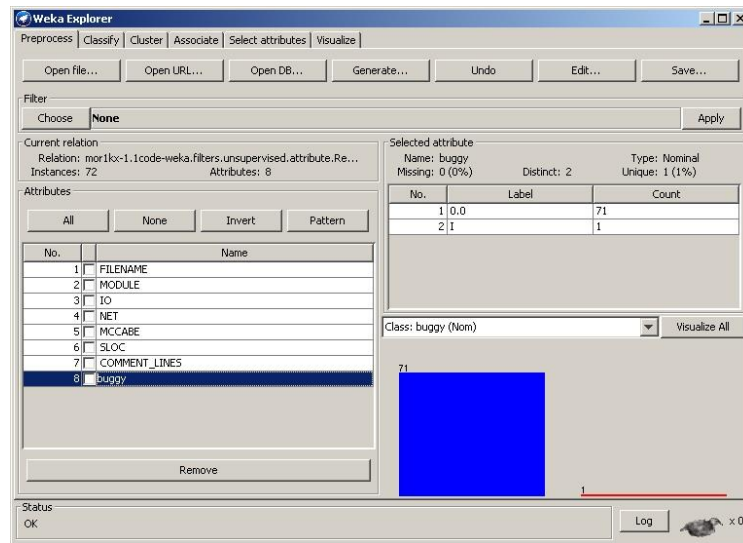 Weka Explorer
Preprocess Classify Cluster Associate Select attributes Visualize
Open file... Open URL... Open DB... Generate... Undo Edit... Save...
Filter
Choose None Apply
Current relation
Relation: mor1kx-1.1code-weka.filters.unsupervised.attribute.Re...
Instances: 72 Attributes: 8
Attributes
All None Invert Pattern
No. Name
1 FILENAME
2 MODULE
3 IO
4 NET
5 MCCABE
6 SLOC
7 COMMENT_LINES
8 buggy
Remove
Selected attribute
Name: buggy Type: Nominal
Missing: 0 (0%) Distinct: 2 Unique: 1 (1%)
No. Label Count
1 0.0 71
2 I 1
Class: buggy (Nom) Visualize All
71
1
Status
OK
Log x 0